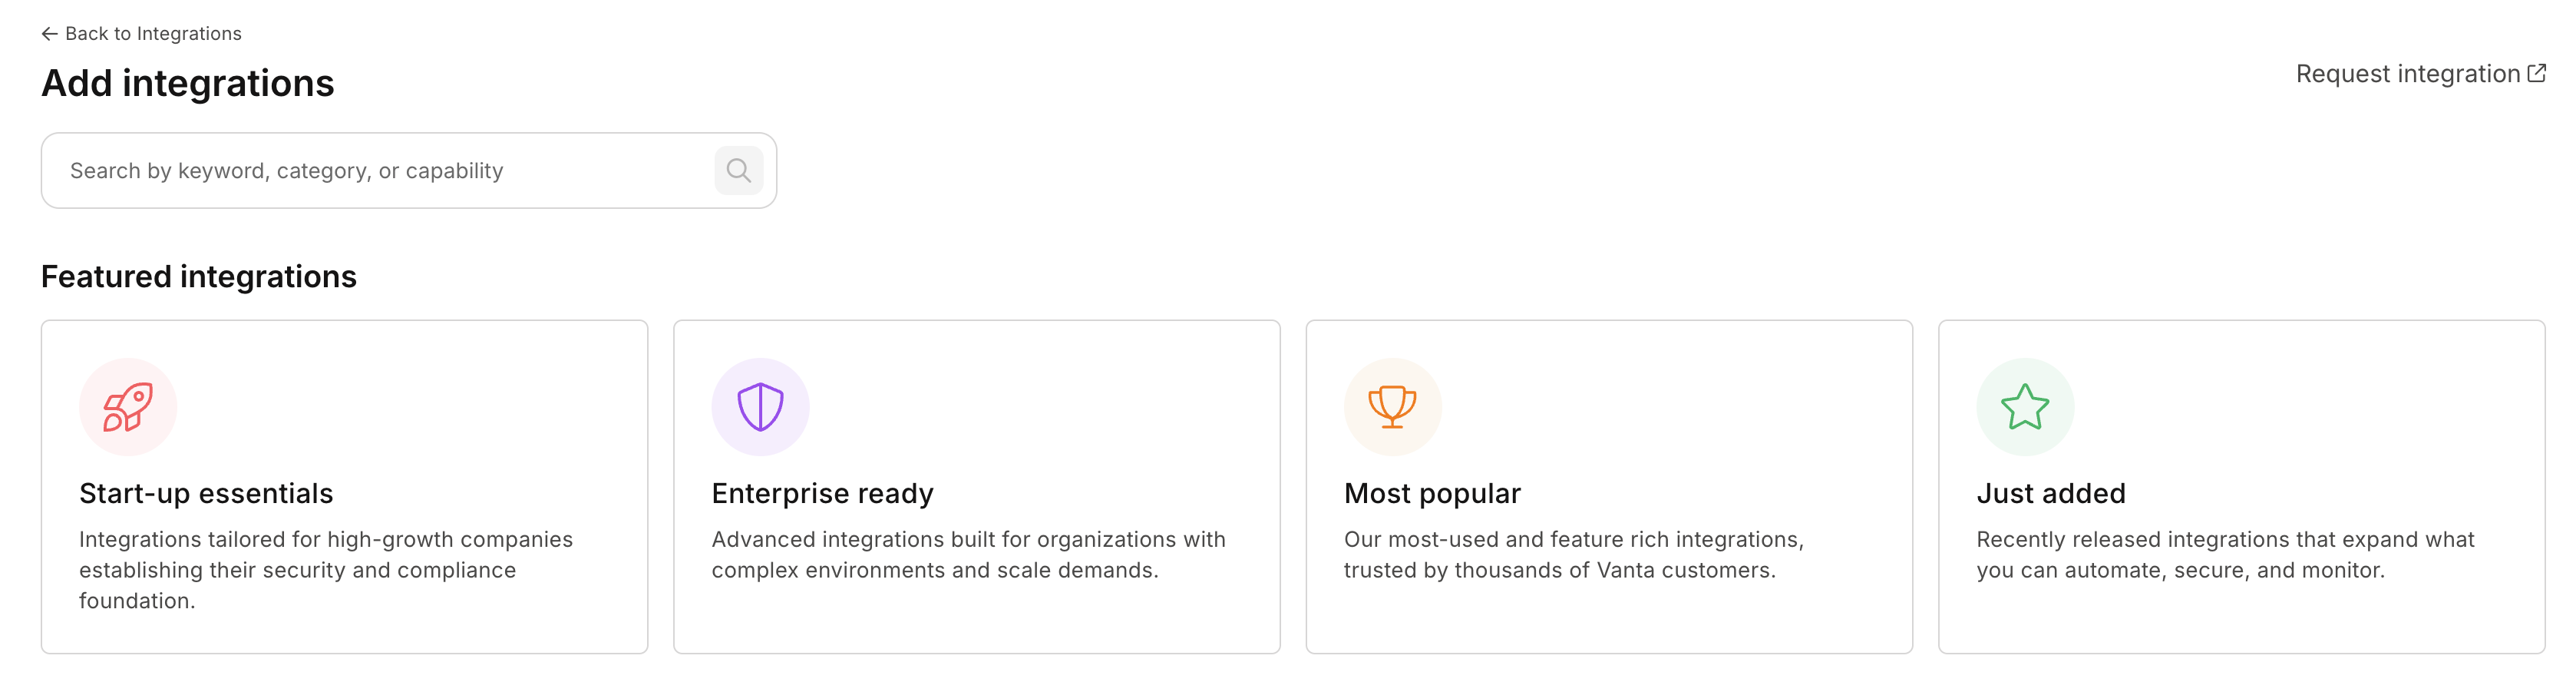 Back to Integrations
Add integrations
Request integration
Search by keyword, category, or capability
Featured integrations
Start-up essentials
Integrations tailored for high-growth companies
establishing their security and compliance
foundation.
Enterprise ready
Advanced integrations built for organizations with
complex environments and scale demands.
Most popular
Our most-used and feature rich integrations,
trusted by thousands of Vanta customers.
Just added
Recently released integrations that expand what
you can automate, secure, and monitor.